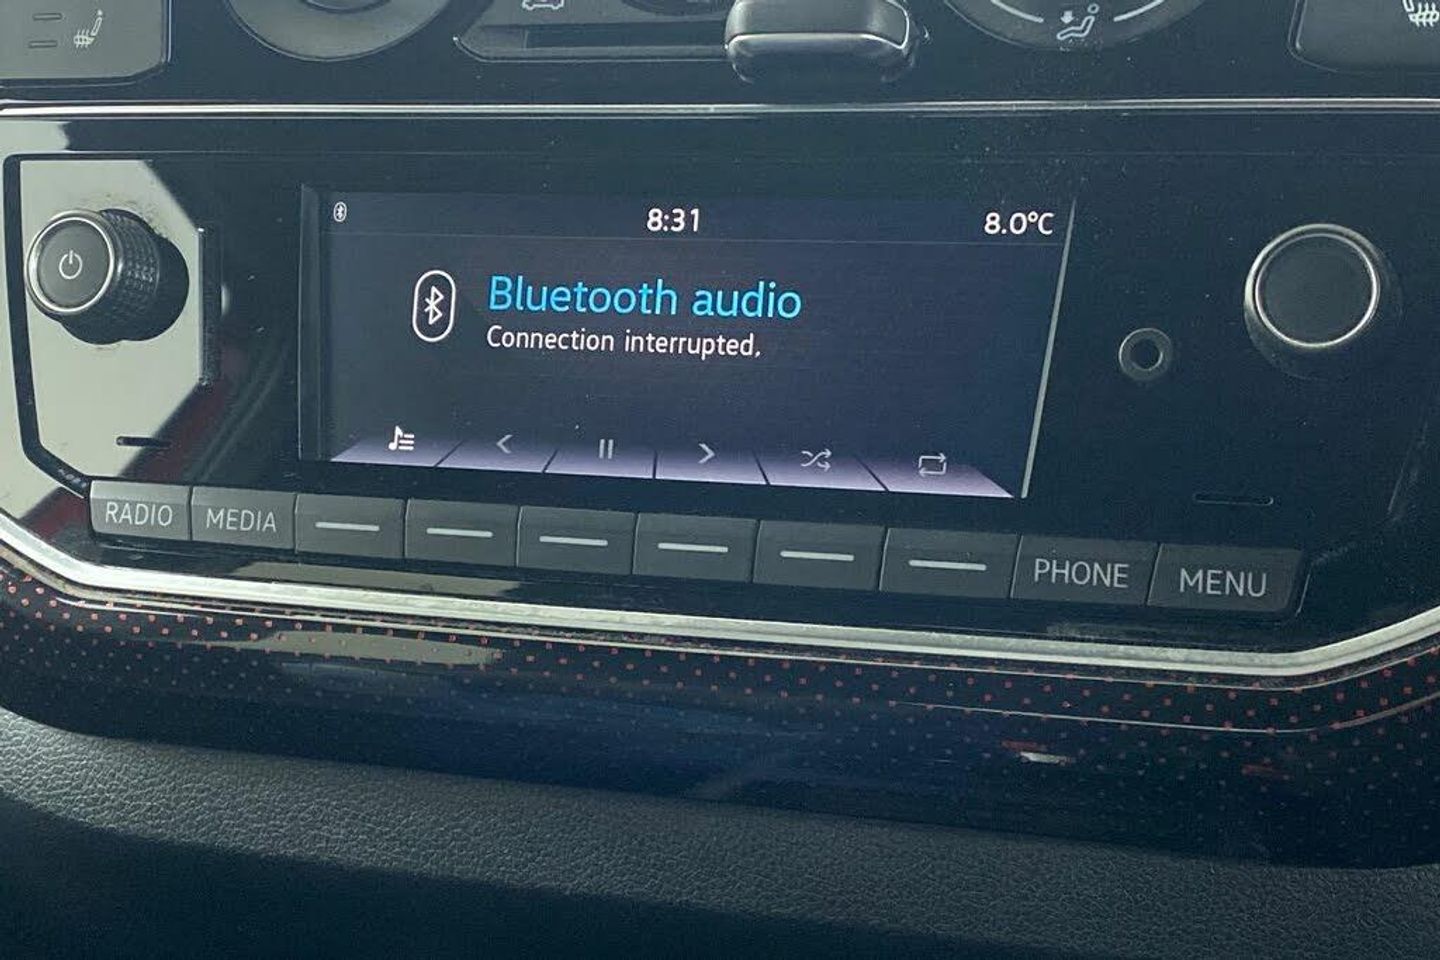 8:31
8.0°C
Bluetooth audio
Connection interrupted.
RADIO
MEDIA
PHONE
MENU